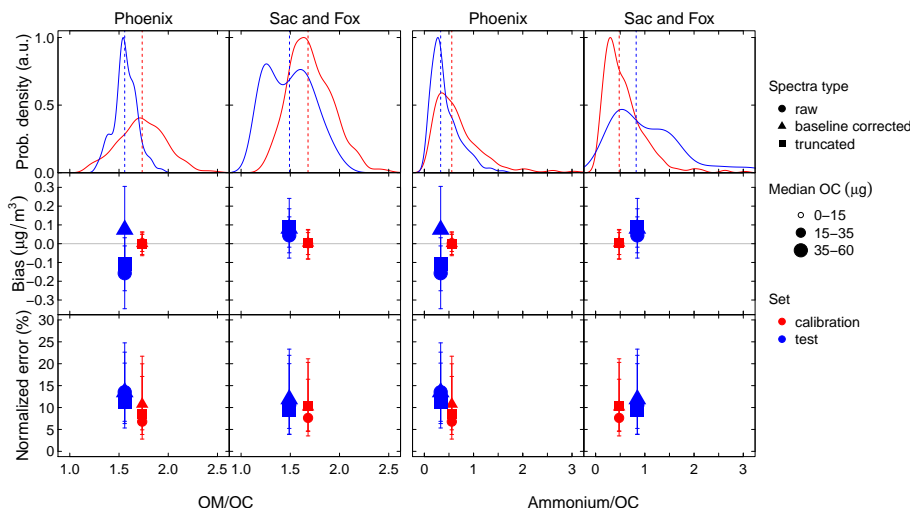 Phoenix
Sac and Fox
Phoenix
Sac and Fox
Prob. density (a.u.)
1.0
0.5
0.0
Bias (μg/m³)
0.3
0.2
0.1
0.0
−0.1
−0.2
−0.3
Normalized error (%)
30
25
20
15
10
5
0
1.0 1.5 2.0 2.5
1.0 1.5 2.0 2.5
0 1 2 3
0 1 2 3
OM/OC
Ammonium/OC
Spectra type
raw
baseline corrected
truncated
Median OC (μg)
0−15
15−35
35−60
Set
calibration
test